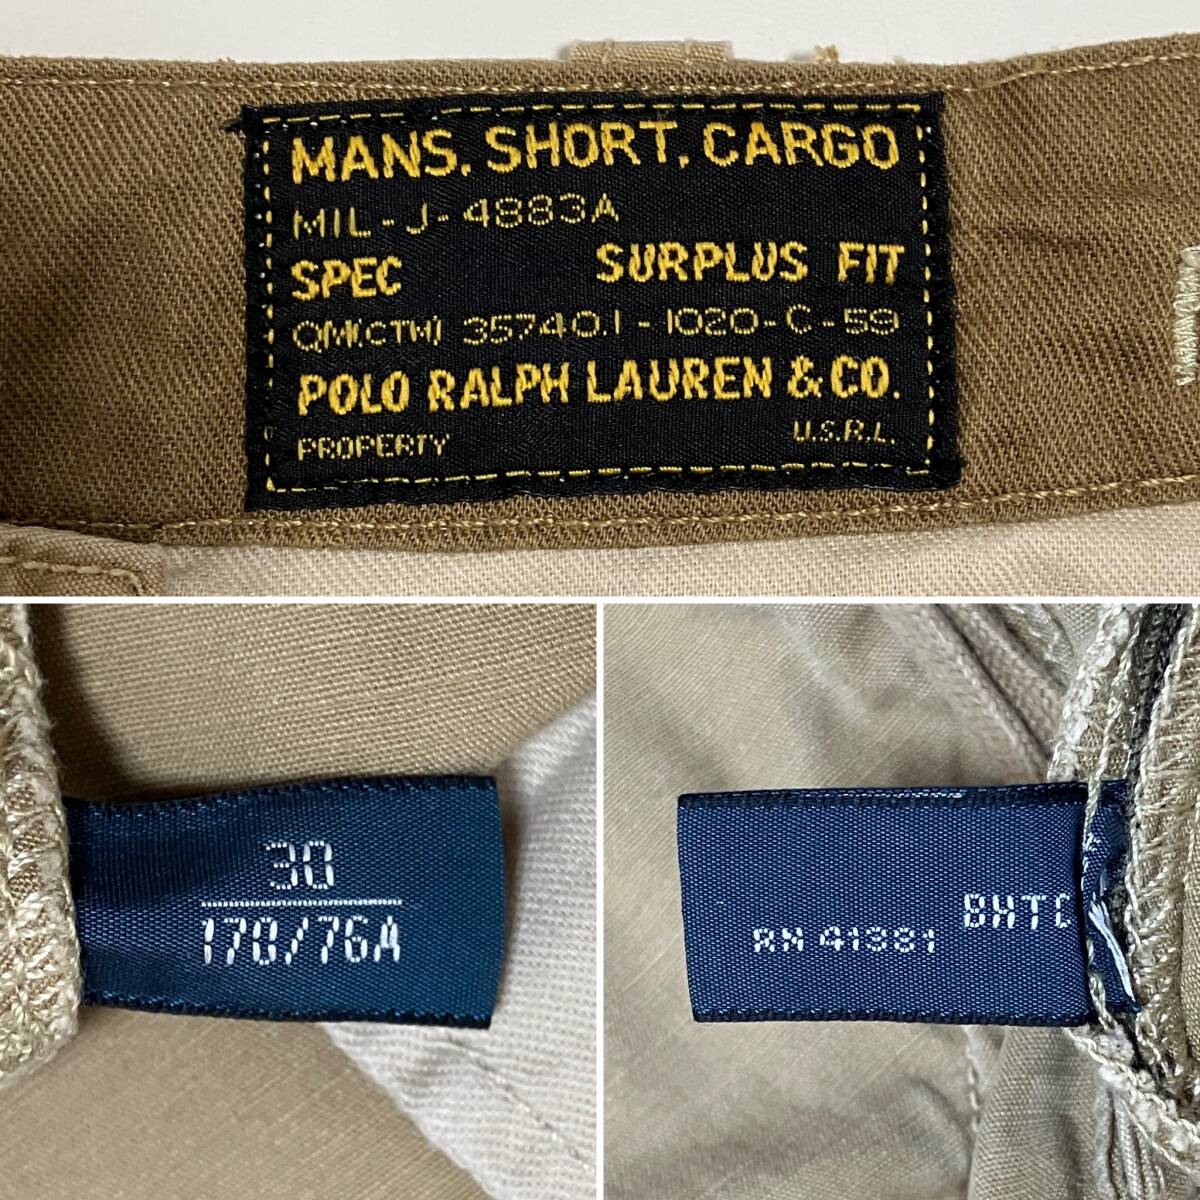 MANS. SHORT. CARGO
MIL-J-4883A
SPEC SURPLUS FIT
QM(CTM) 35740.1-1020-C-59
POLO RALPH LAUREN & CO.
PROPERTY U.S.R.L.
30
170/76A
RN 41381